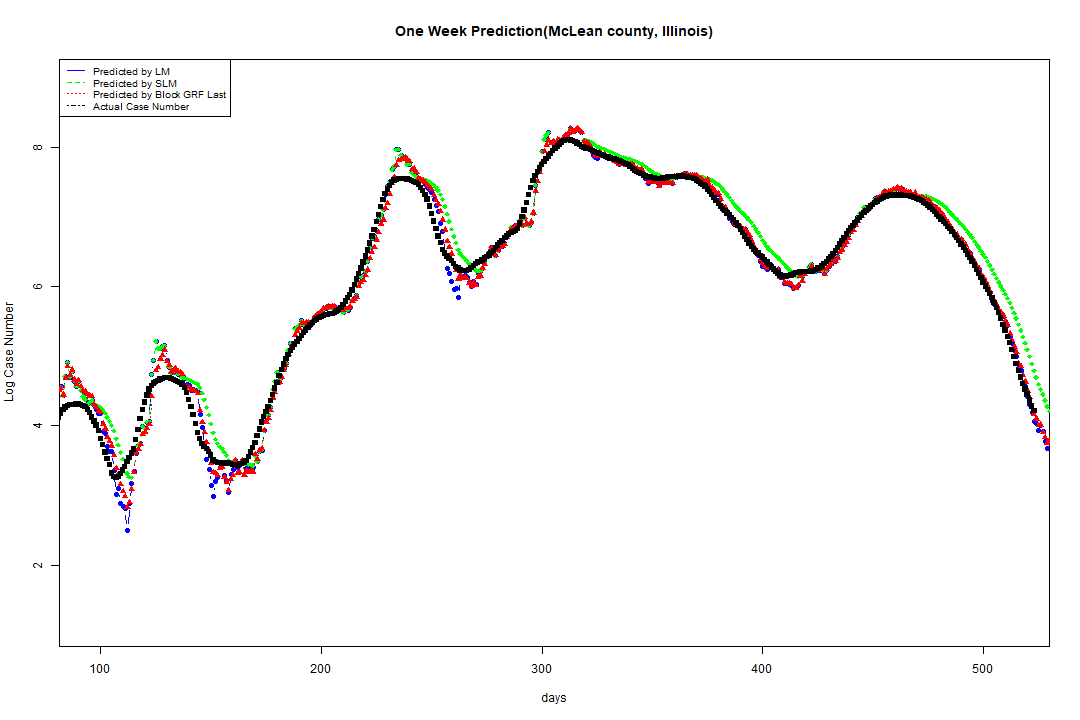 One Week Prediction(McLean county, Illinois)
Predicted by LM
Predicted by SLM
Predicted by Block GRF Last
Actual Case Number
Log Case Number
8
6
4
2
100 200 300 400 500
days